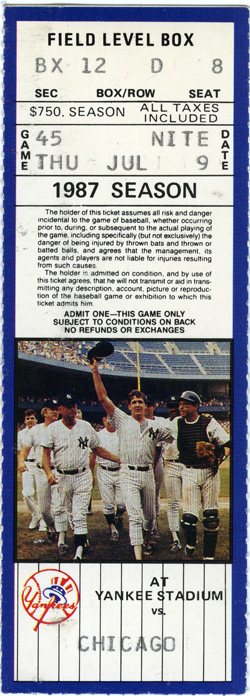 FIELD LEVEL BOX
BX 12 D 8
SEC BOX/ROW SEAT
$750. SEASON ALL TAXES INCLUDED
GAME 45 NITE DATE
THU JUL 9
1987 SEASON
The holder of this ticket assumes all risk and danger
incidental to the game of baseball, whether occurring
prior to, during, or subsequent to the actual playing of
the game, including specifically (but not exclusively) the
danger of being injured by thrown bats and thrown or
batted balls, and agrees that the management, its
agents and players are not liable for injuries resulting
from such causes.
The holder is admitted on condition, and by use of
this ticket agrees, that he will not transmit or aid in trans-
mitting any description, account, picture or reproduc-
tion of the baseball game or exhibition to which this
ticket admits him.
ADMIT ONE—THIS GAME ONLY
SUBJECT TO CONDITIONS ON BACK
NO REFUNDS OR EXCHANGES
Yankees
AT
YANKEE STADIUM
vs.
CHICAGO